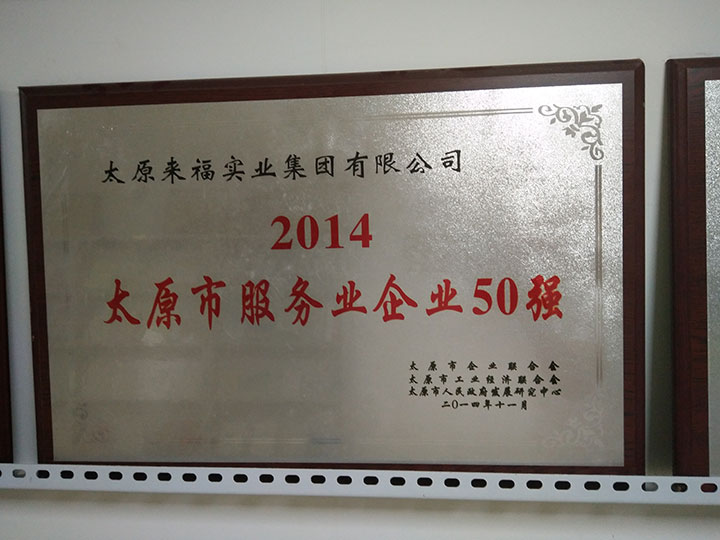 太原来福实业集团有限公司
2014
太原市服务业企业50强
太原市企业联合会
太原市工业经济联合会
太原市人民政府发展研究中心
二〇一四年十一月